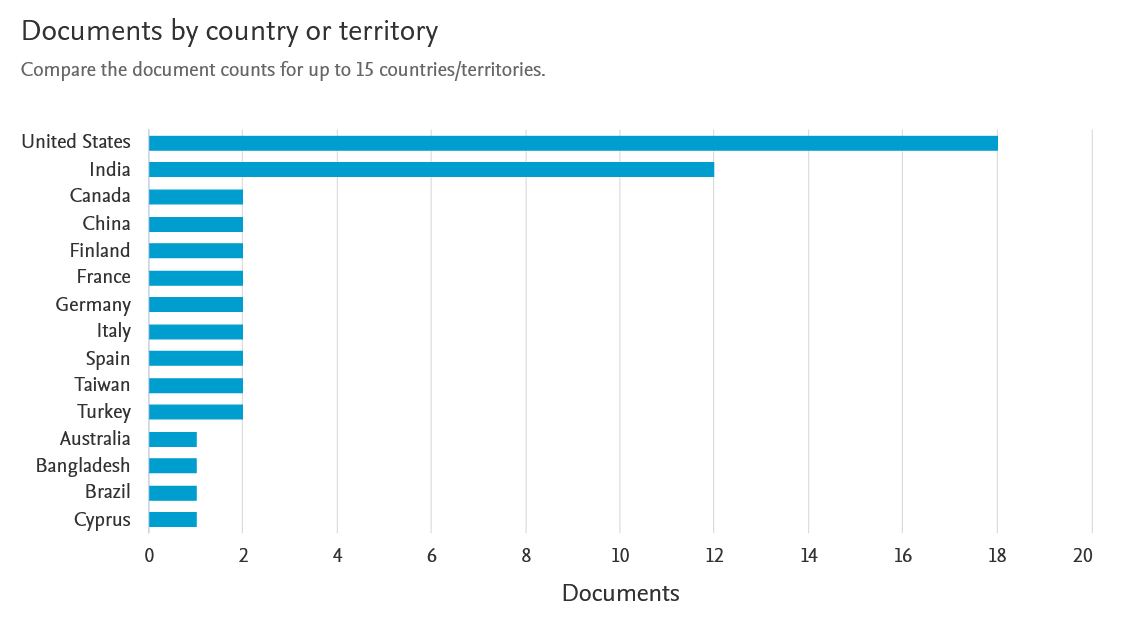 Documents by country or territory
Compare the document counts for up to 15 countries/territories.
United States
India
Canada
China
Finland
France
Germany
Italy
Spain
Taiwan
Turkey
Australia
Bangladesh
Brazil
Cyprus
0 2 4 6 8 10 12 14 16 18 20
Documents